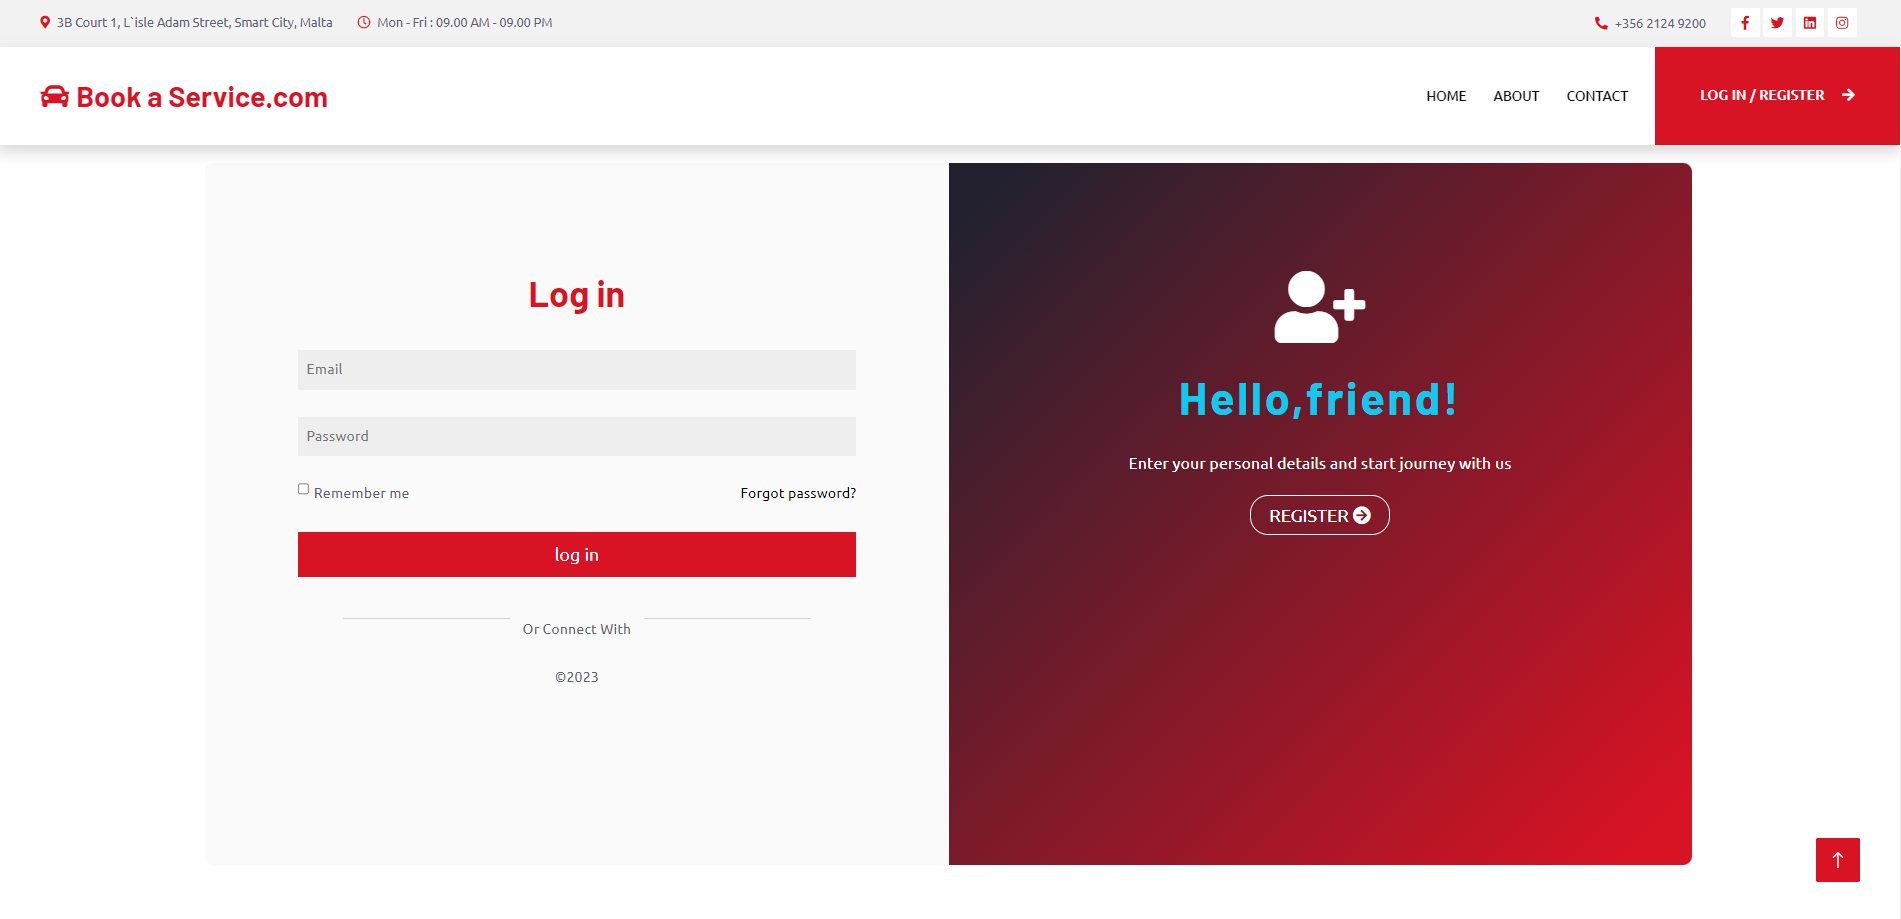 3B Court 1, L`isle Adam Street, Smart City, Malta
Mon - Fri : 09.00 AM - 09.00 PM
+356 2124 9200
Book a Service.com
HOME
ABOUT
CONTACT
LOG IN / REGISTER
Log in
Email
Password
Remember me
Forgot password?
log in
Or Connect With
©2023
Hello,friend!
Enter your personal details and start journey with us
REGISTER